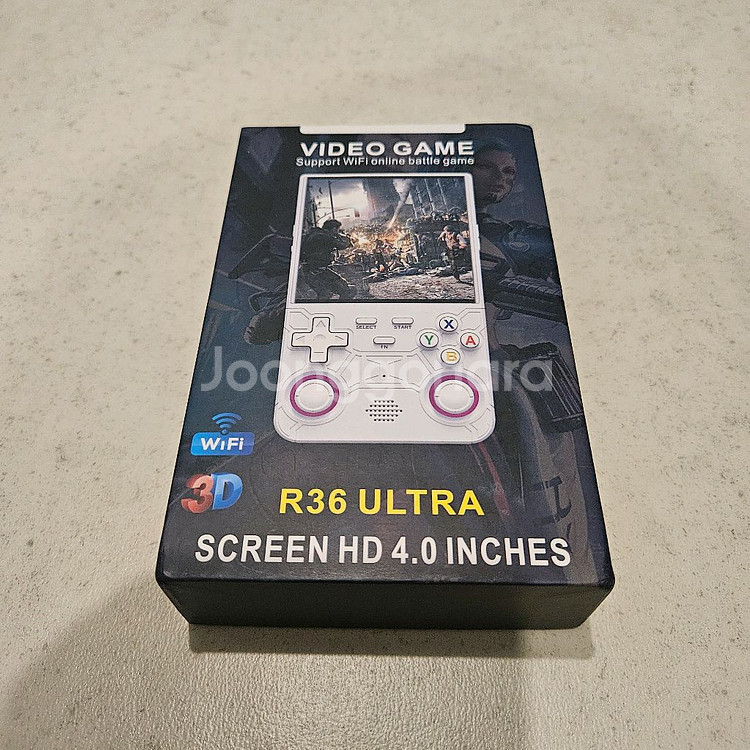 VIDEO GAME
Support WiFi online battle game
SELECT
START
FN
X
Y
A
B
Joonggonara
WiFi
3D
R36 ULTRA
SCREEN HD 4.0 INCHES